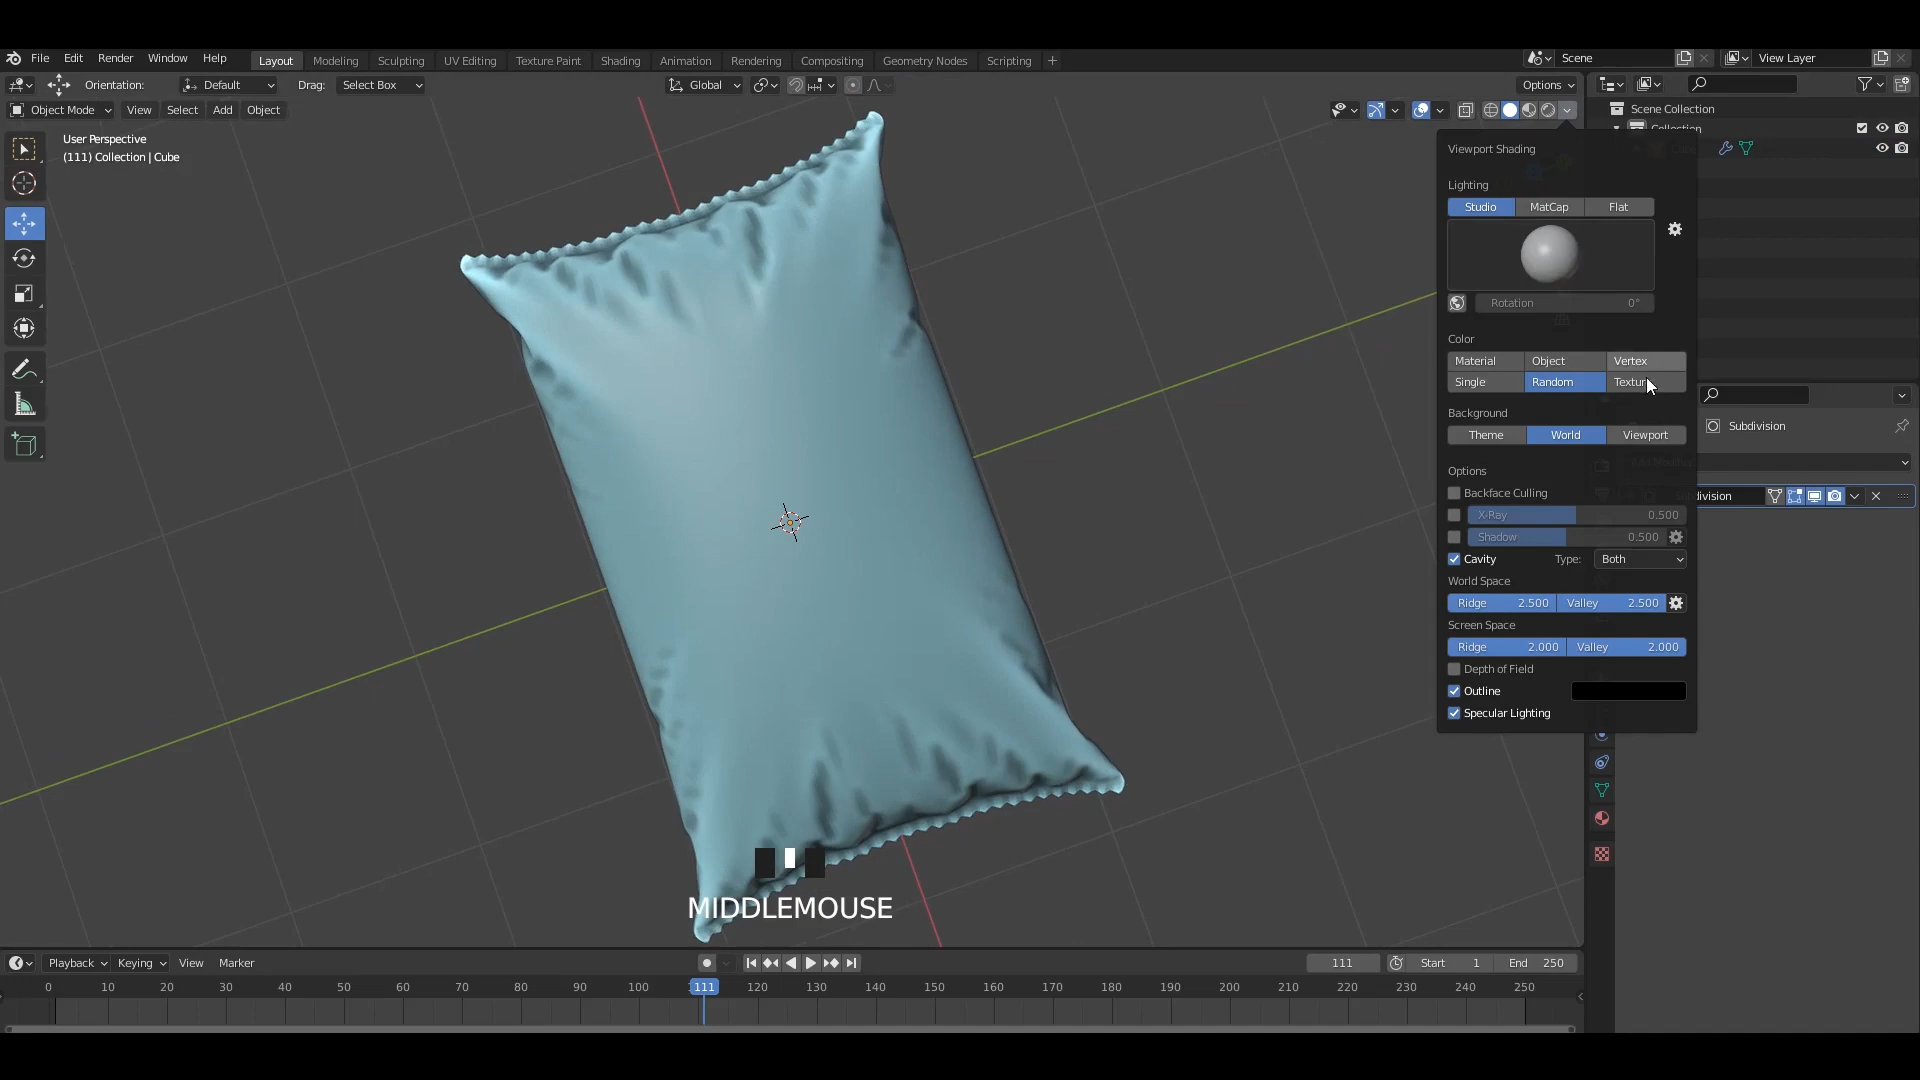 File Edit Render Window Help Layout Modeling Sculpting UV Editing Texture Paint Shading Animation Rendering Compositing Geometry Nodes Scripting + Scene View Layer
Orientation: Default Drag: Select Box Global Options
Object Mode View Select Add Object
Scene Collection
Collection
User Perspective
(111) Collection | Cube
Viewport Shading
Lighting
Studio MatCap Flat
Rotation 0°
Color
Material Object Vertex
Single Random
Background
Theme World Viewport
Options
Backface Culling
X-Ray 0.500
Shadow 0.500
Cavity Type: Both
World Space
Ridge 2.500 Valley 2.500
Screen Space
Ridge 2.000 Valley 2.000
Depth of Field
Outline
Specular Lighting
Subdivision
MIDDLEMOUSE
Playback Keying View Marker 111 Start 1 End 250
0 10 20 30 40 50 60 70 80 90 100 111 120 130 140 150 160 170 180 190 200 210 220 230 240 250